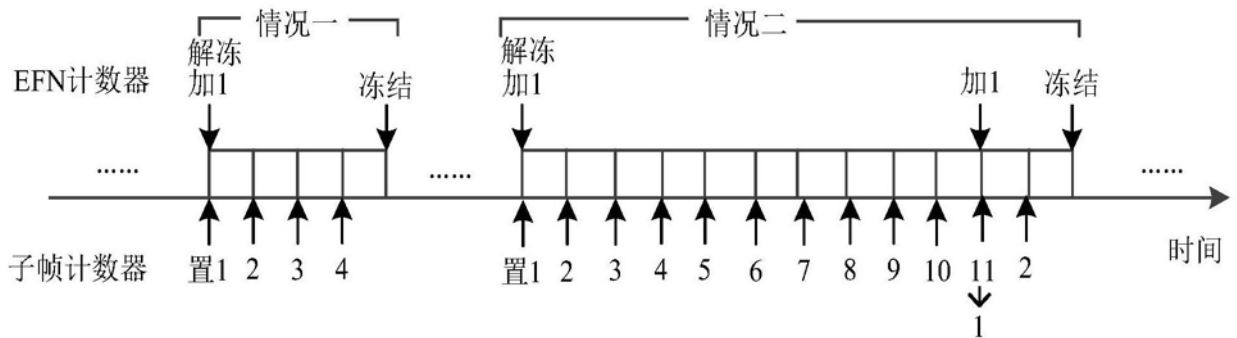 情况一 情况二
解冻 解冻
EFN计数器 加1 冻结 加1 加1 冻结
…… …… ……
子帧计数器 置1 2 3 4 置1 2 3 4 5 6 7 8 9 10 11 2 时间
1